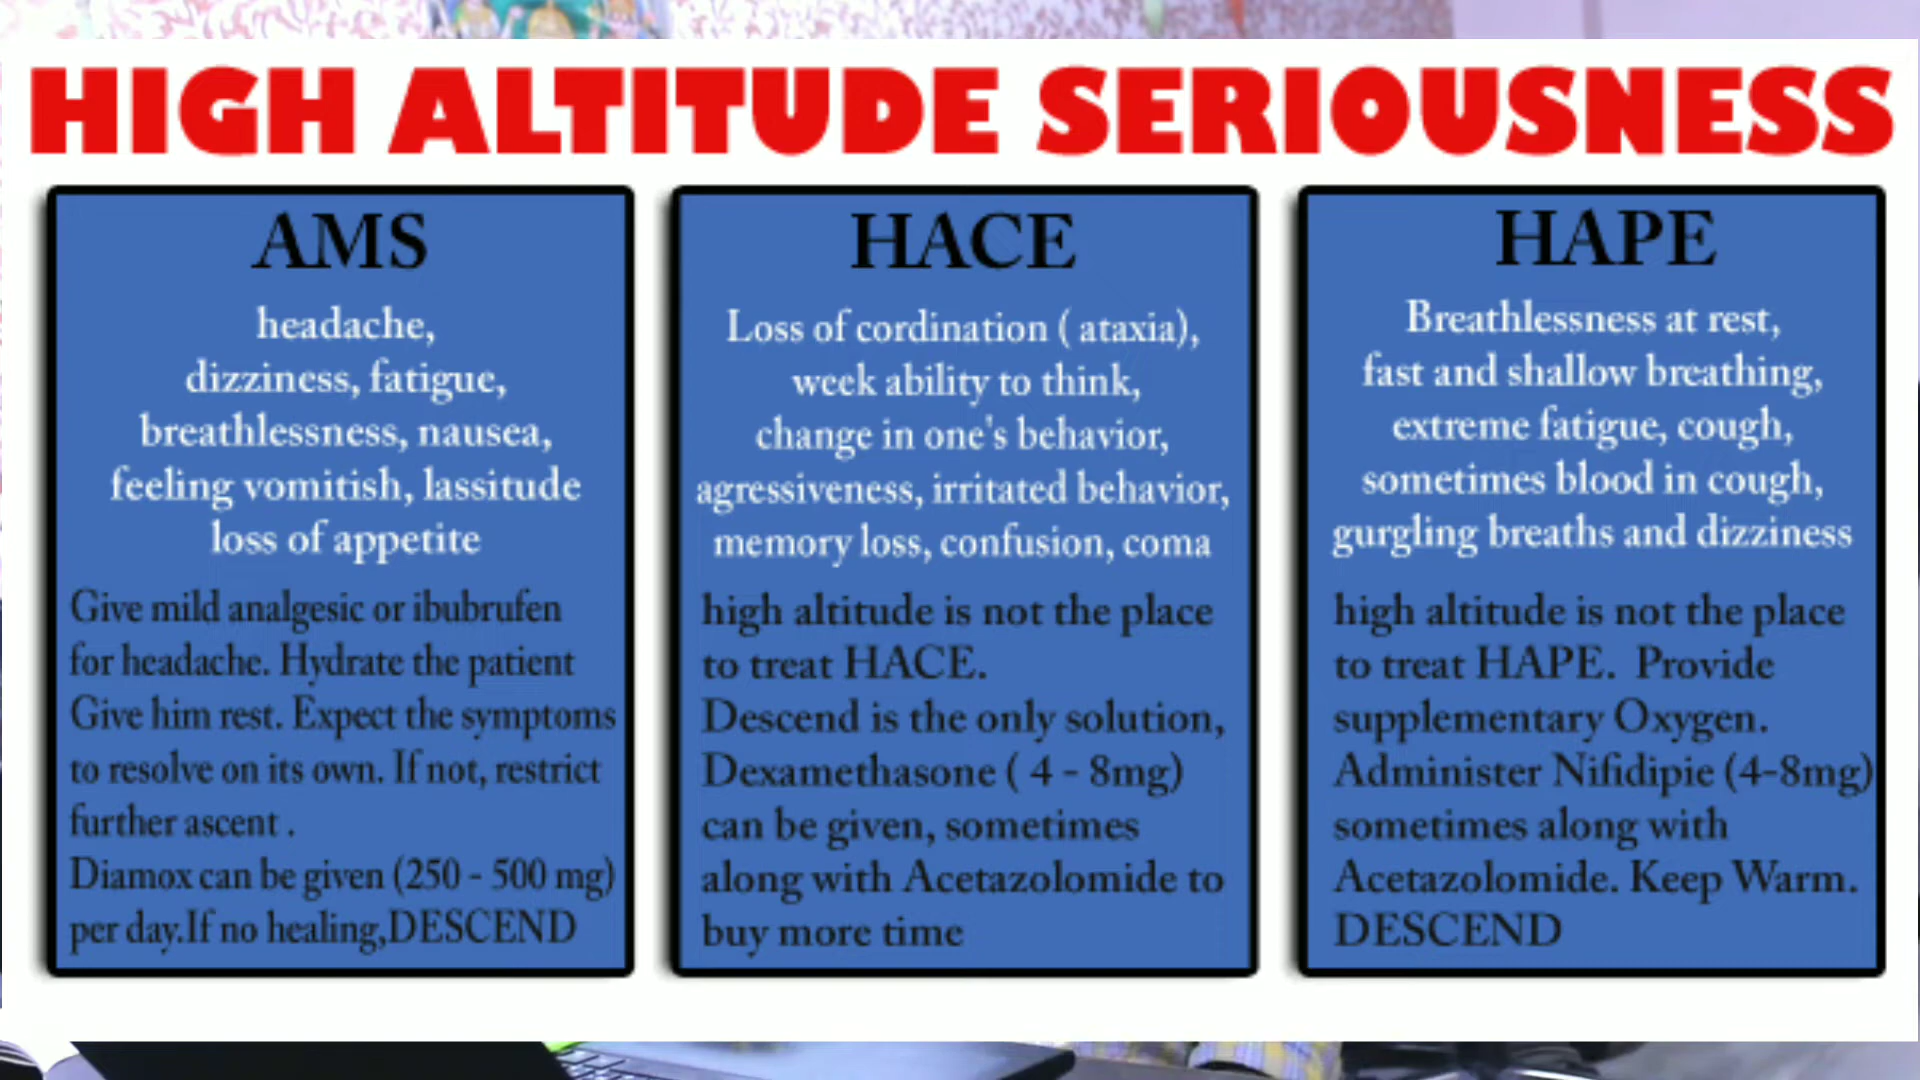 HIGH ALTITUDE SERIOUSNESS
AMS
headache,
dizziness, fatigue,
breathlessness, nausea,
feeling vomitish, lassitude
loss of appetite
Give mild analgesic or ibubrufen
for headache. Hydrate the patient
Give him rest. Expect the symptoms
to resolve on its own. If not, restrict
further ascent .
Diamox can be given (250 - 500 mg)
per day.If no healing,DESCEND
HACE
Loss of cordination ( ataxia),
week ability to think,
change in one's behavior,
agressiveness, irritated behavior,
memory loss, confusion, coma
high altitude is not the place
to treat HACE.
Descend is the only solution,
Dexamethasone ( 4 - 8mg)
can be given, sometimes
along with Acetazolomide to
buy more time
HAPE
Breathlessness at rest,
fast and shallow breathing,
extreme fatigue, cough,
sometimes blood in cough,
gurgling breaths and dizziness
high altitude is not the place
to treat HAPE.  Provide
supplementary Oxygen.
Administer Nifidipie (4-8mg)
sometimes along with
Acetazolomide. Keep Warm.
DESCEND